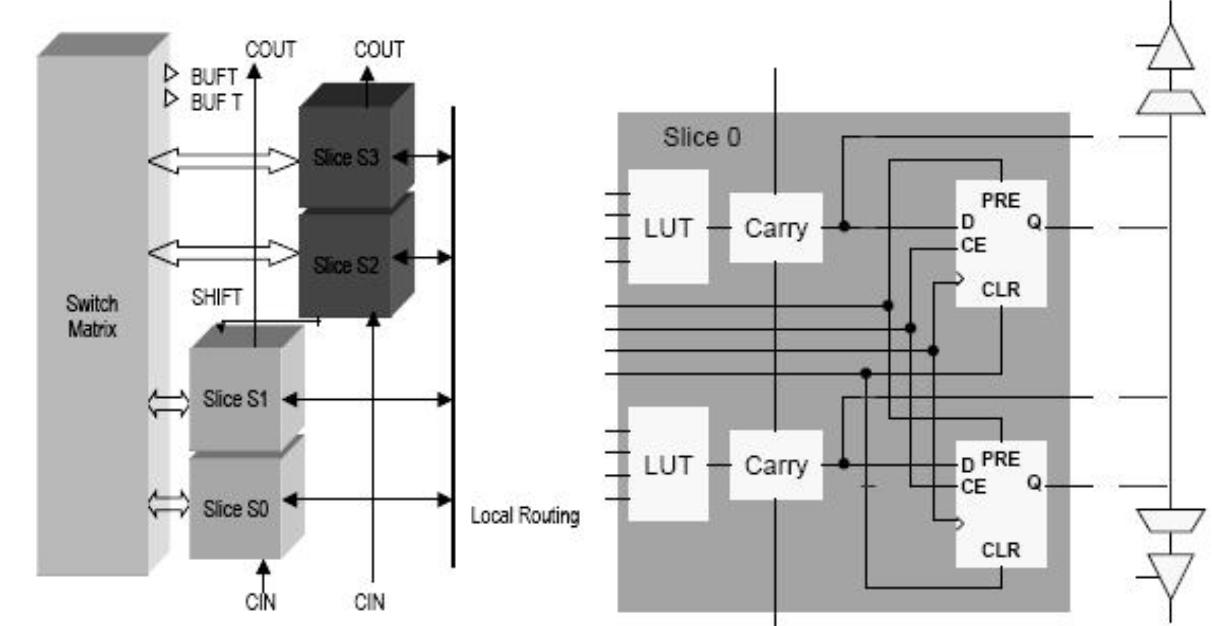 COUT
COUT
BUFT
BUF T
Slice S3
Slice S2
SHIFT
Switch
Matrix
Slice S1
Slice S0
Local Routing
CIN
CIN
Slice 0
LUT
Carry
PRE
D
Q
CE
CLR
LUT
Carry
D
PRE
CE
Q
CLR